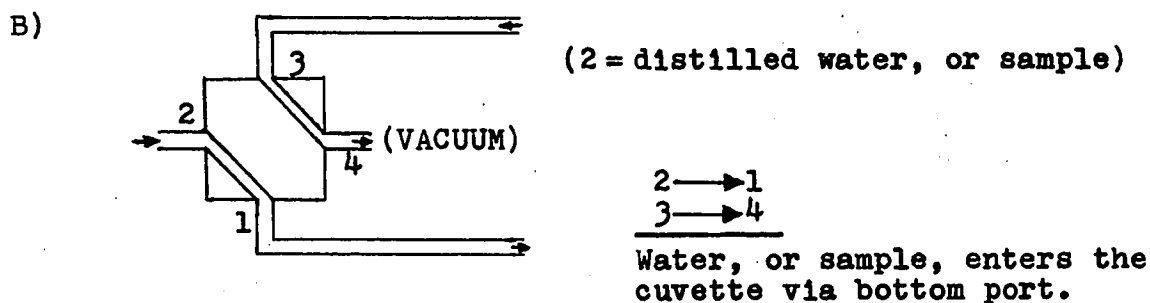 B)
3
(2 = distilled water, or sample)
2
(VACUUM)
4
1
2→1
3→4
Water, or sample, enters the
cuvette via bottom port.